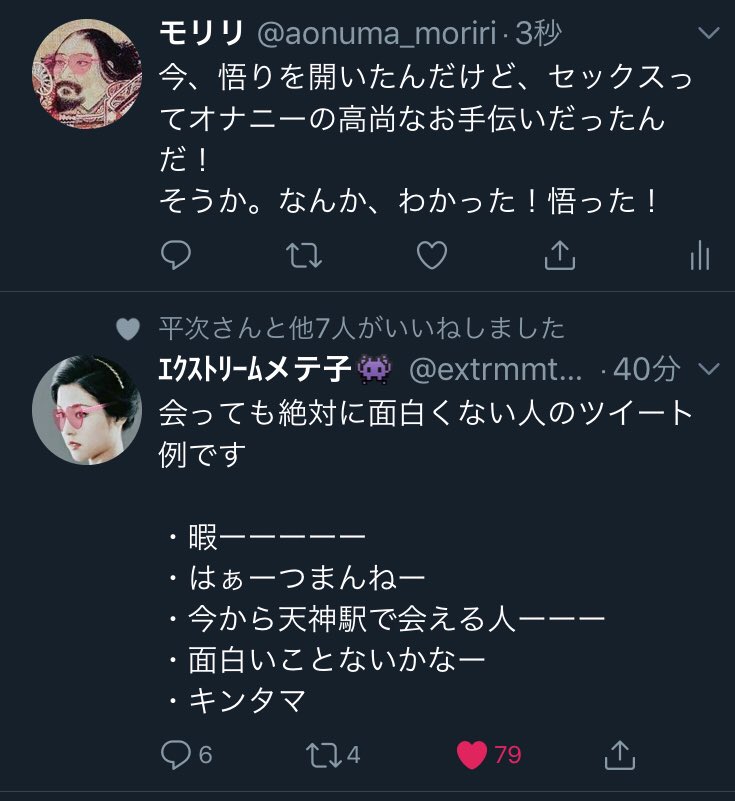 モリリ @aonuma_moriri · 3秒
今、悟りを開いたんだけど、セックスっ
てオナニーの高尚なお手伝いだったん
だ！
そうか。なんか、わかった！悟った！
平次さんと他7人がいいねしました
ｴｸｽﾄﾘｰﾑメテ子👾 @extrmmt... · 40分
会っても絶対に面白くない人のツイート
例です
・暇ーーーーー
・はぁーつまんねー
・今から天神駅で会える人ーーー
・面白いことないかなー
・キンタマ
6 4 79